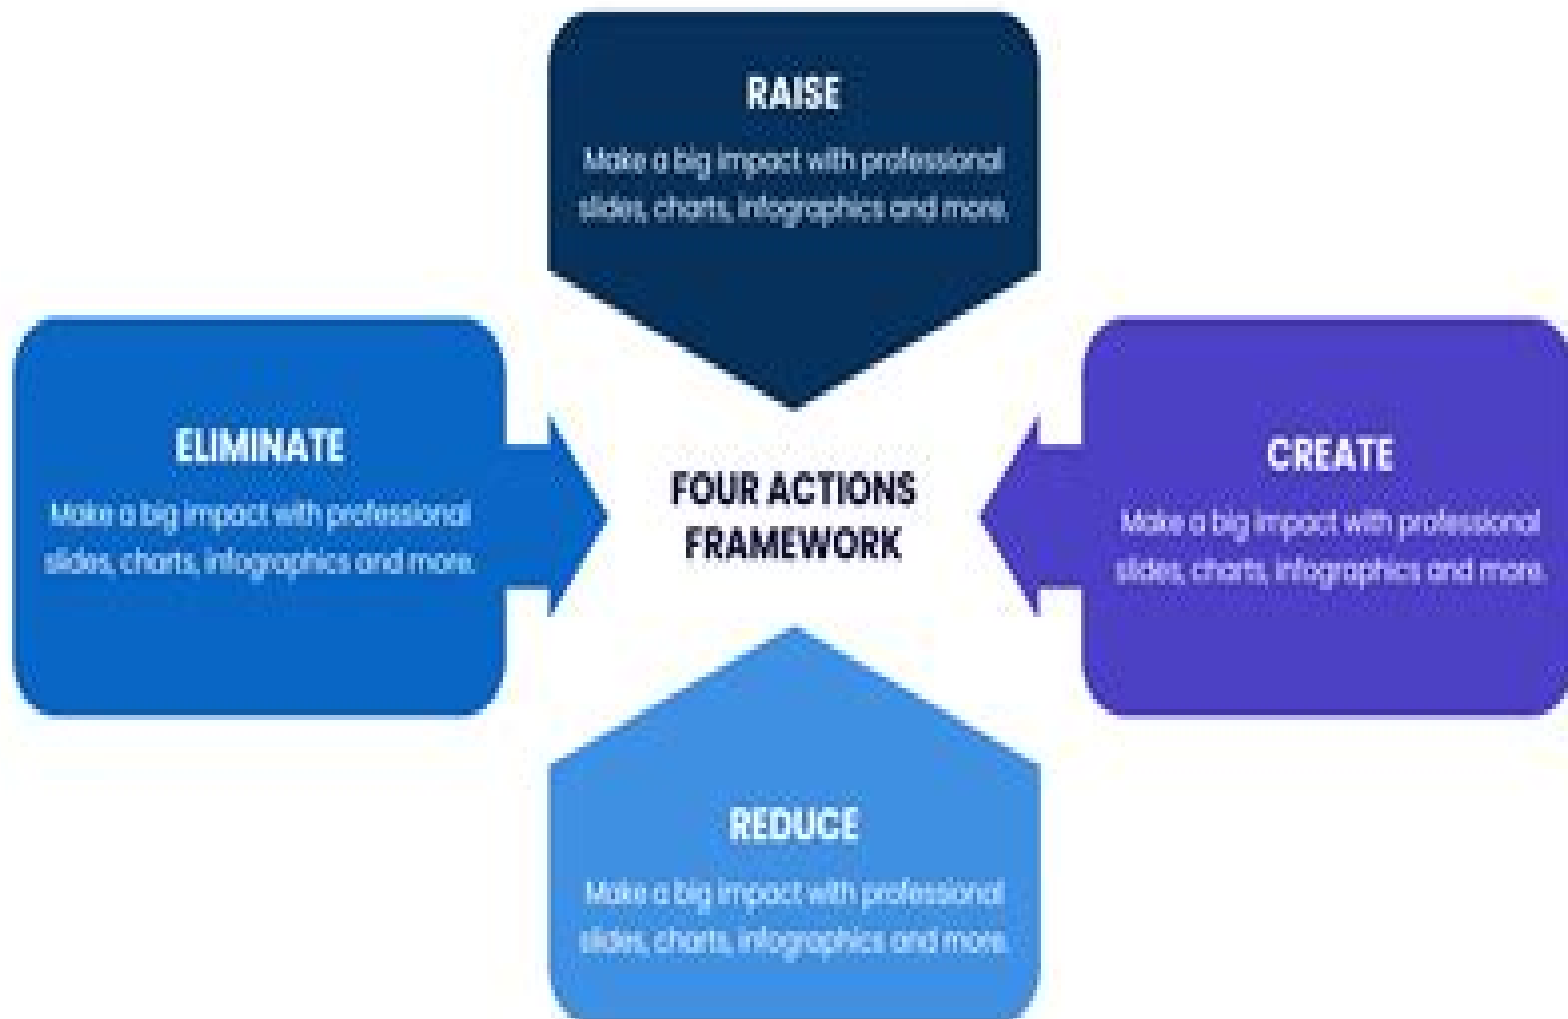 RAISE
Make a big impact with professional
slides, charts, infographics and more.
ELIMINATE
Make a big impact with professional
slides, charts, infographics and more.
FOUR ACTIONS
FRAMEWORK
CREATE
Make a big impact with professional
slides, charts, infographics and more.
REDUCE
Make a big impact with professional
slides, charts, infographics and more.